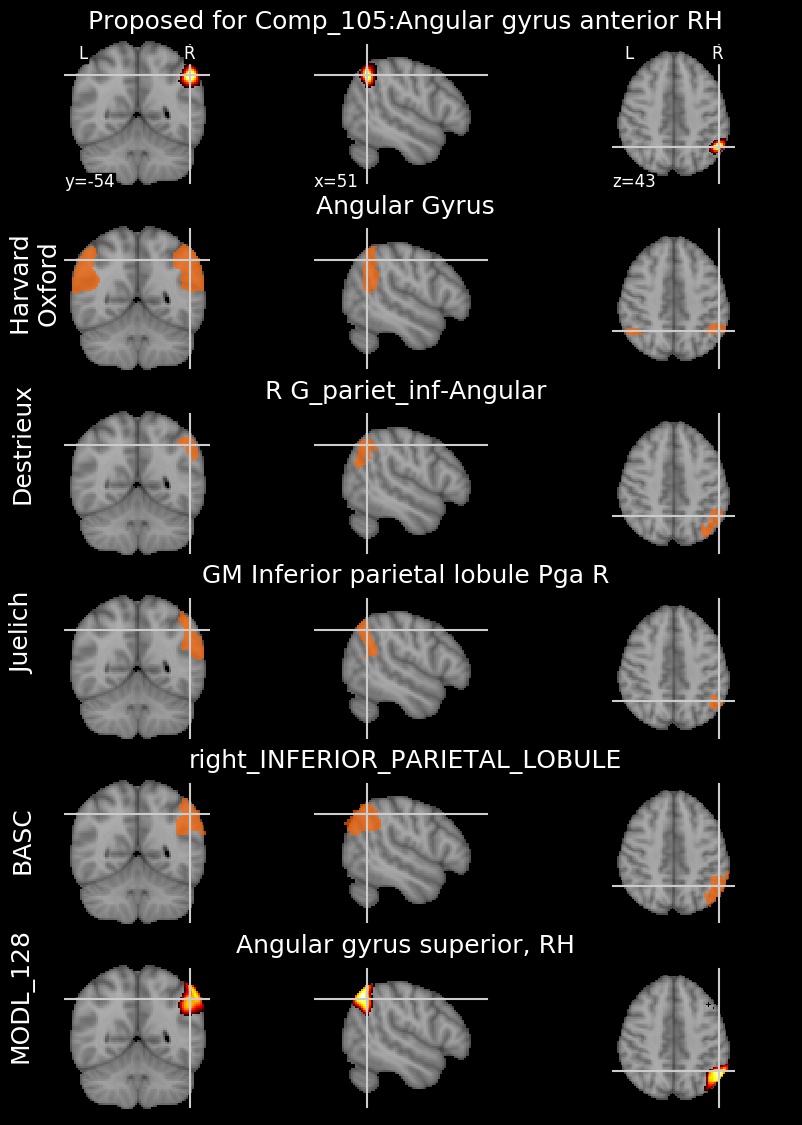 Proposed for Comp_105:Angular gyrus anterior RH
L R L R
y=-54 x=51 z=43
Angular Gyrus
Harvard
Oxford
R G_pariet_inf-Angular
Destrieux
GM Inferior parietal lobule Pga R
Juelich
right_INFERIOR_PARIETAL_LOBULE
BASC
Angular gyrus superior, RH
MODL_128